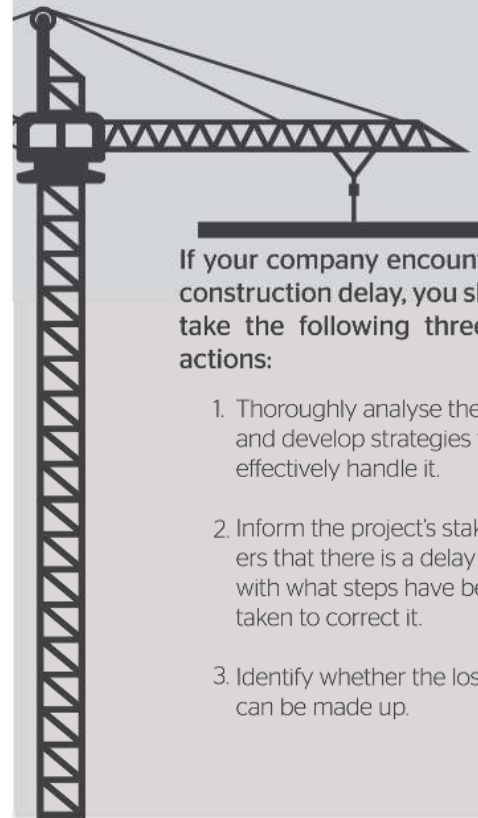 If your company encoun
construction delay, you s
take the following three
actions:
1. Thoroughly analyse the
and develop strategies
effectively handle it.
2. Inform the project's stak
ers that there is a delay
with what steps have be
taken to correct it.
3. Identify whether the los
can be made up.